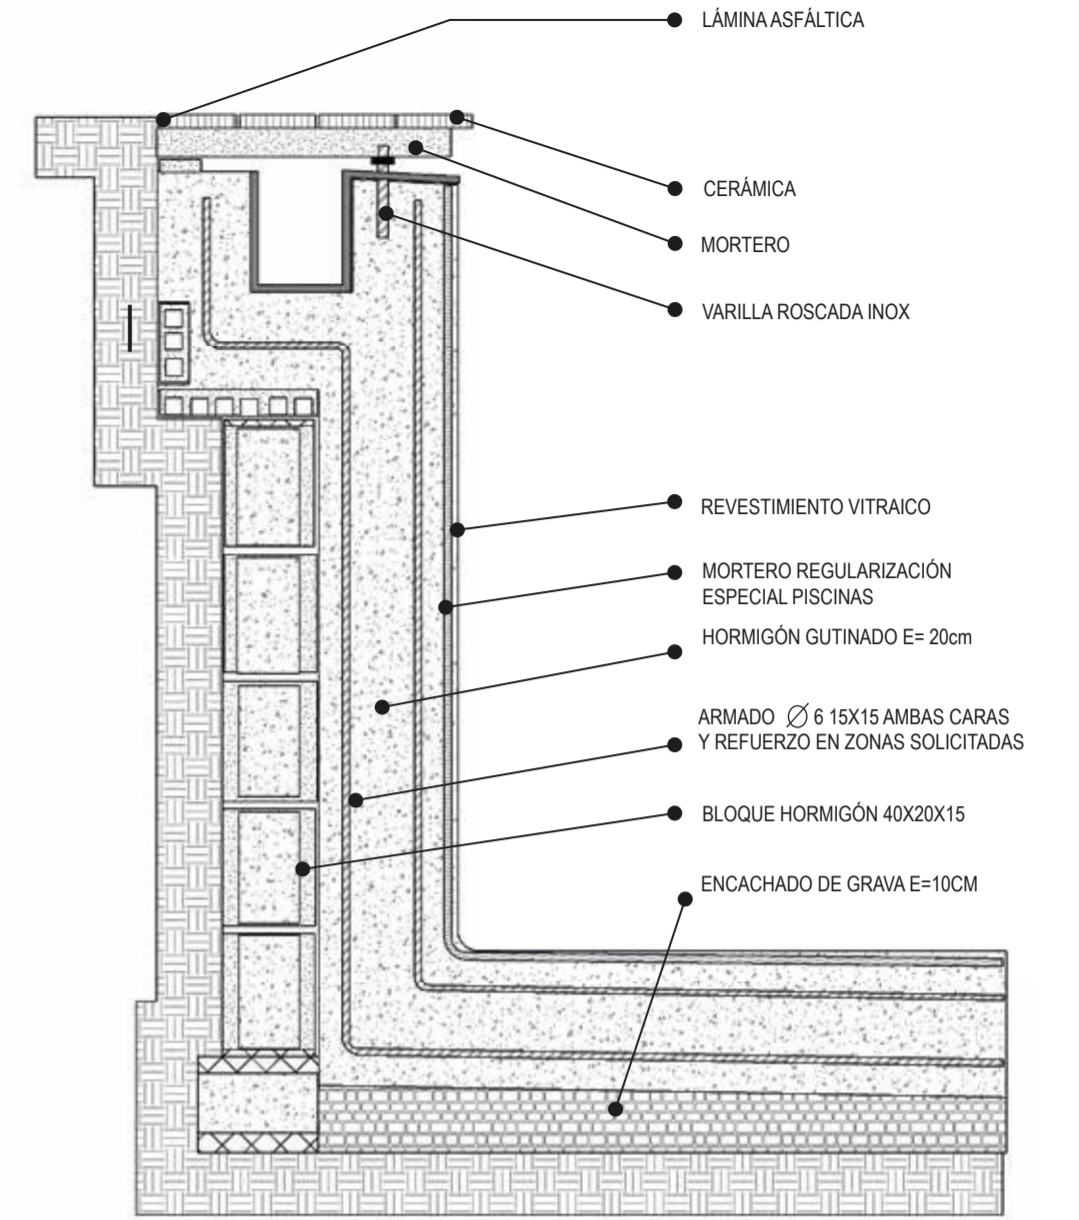 LÁMINA ASFÁLTICA
CERÁMICA
MORTERO
VARILLA ROSCADA INOX
REVESTIMIENTO VITRAICO
MORTERO REGULARIZACIÓN
ESPECIAL PISCINAS
HORMIGÓN GUTINADO E= 20cm
ARMADO ∅ 6 15X15 AMBAS CARAS
Y REFUERZO EN ZONAS SOLICITADAS
BLOQUE HORMIGÓN 40X20X15
ENCACHADO DE GRAVA E=10CM